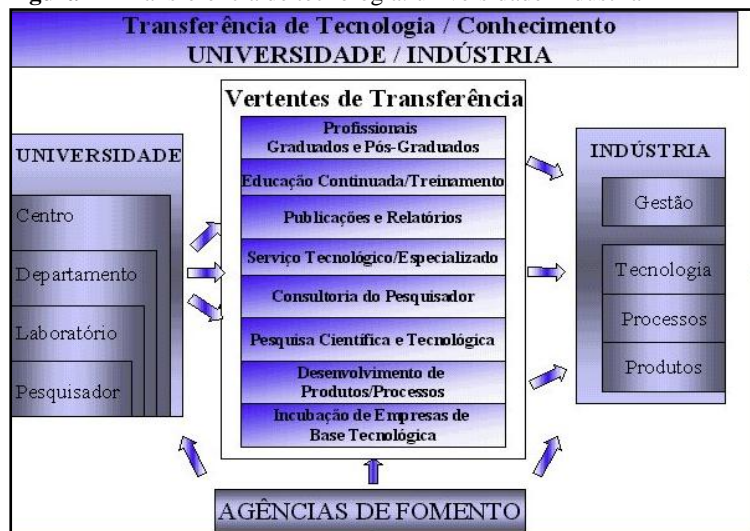 Transferência de Tecnologia / Conhecimento
UNIVERSIDADE / INDÚSTRIA
Vertentes de Transferência
UNIVERSIDADE
Centro
Departamento
Laboratório
Pesquisador
Profissionais
Graduados e Pós-Graduados
Educação Continuada/Treinamento
Publicações e Relatórios
Serviço Tecnológico/Especializado
Consultoria do Pesquisador
Pesquisa Científica e Tecnológica
Desenvolvimento de
Produtos/Processos
Incubação de Empresas de
Base Tecnológica
INDÚSTRIA
Gestão
Tecnologia
Processos
Produtos
AGÊNCIAS DE FOMENTO